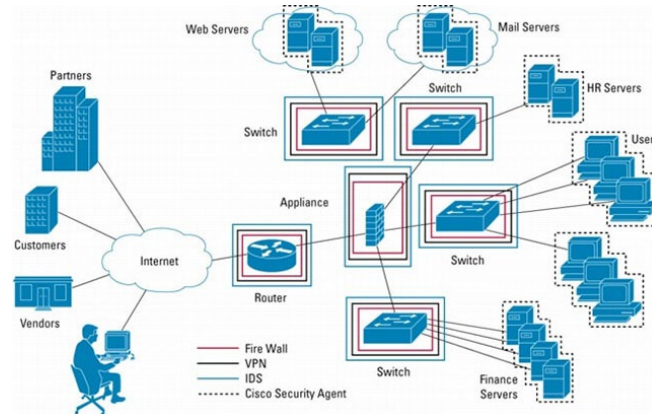 Web Servers
Mail Servers
Partners
Switch
HR Servers
Switch
User
Appliance
Customers
Internet
Switch
Router
Vendors
Fire Wall
VPN
IDS
Cisco Security Agent
Switch
Finance
Servers